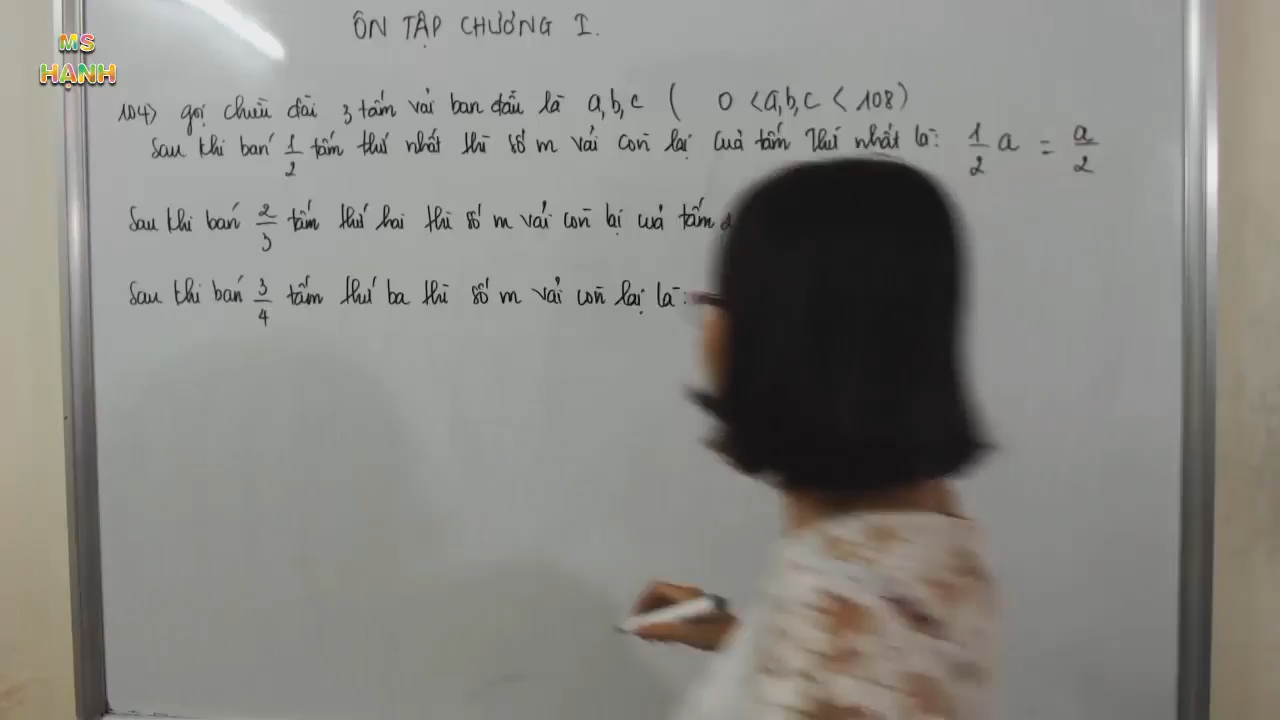 MS
HẠNH
ÔN TẬP CHƯƠNG I.
104) gọi chiều dài 3 tấm vải ban đầu là a,b,c ( 0 < a,b,c < 108)
Sau khi bán 1/2 tấm thứ nhất thì số m vải còn lại của tấm thứ nhất là: 1/2 a = a/2
Sau khi bán 2/3 tấm thứ hai thì số m vải còn lại của tấm
Sau khi bán 3/4 tấm thứ ba thì số m vải còn lại là: